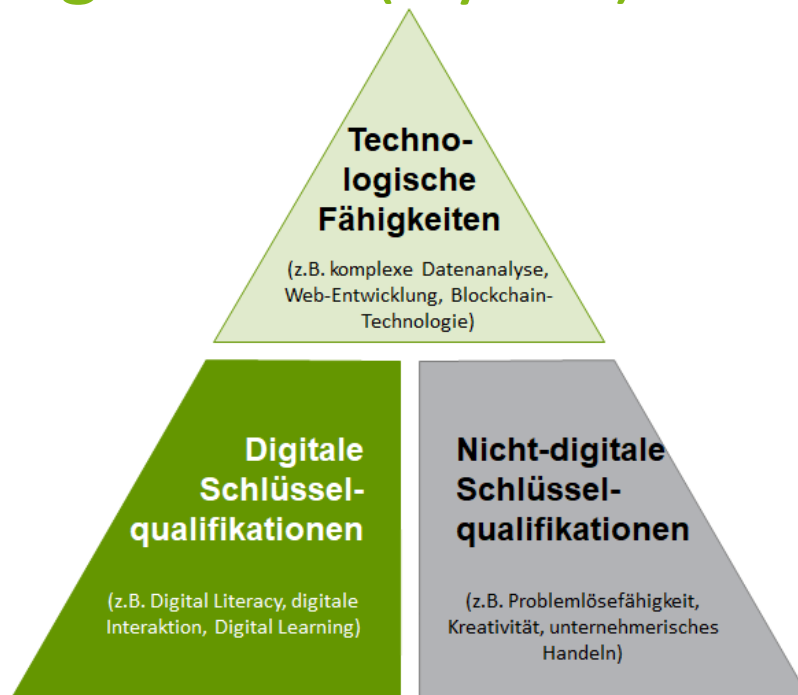 Techno-
logische
Fähigkeiten
(z.B. komplexe Datenanalyse,
Web-Entwicklung, Blockchain-
Technologie)
Digitale
Schlüssel-
qualifikationen
(z.B. Digital Literacy, digitale
Interaktion, Digital Learning)
Nicht-digitale
Schlüssel-
qualifikationen
(z.B. Problemlösefähigkeit,
Kreativität, unternehmerisches
Handeln)